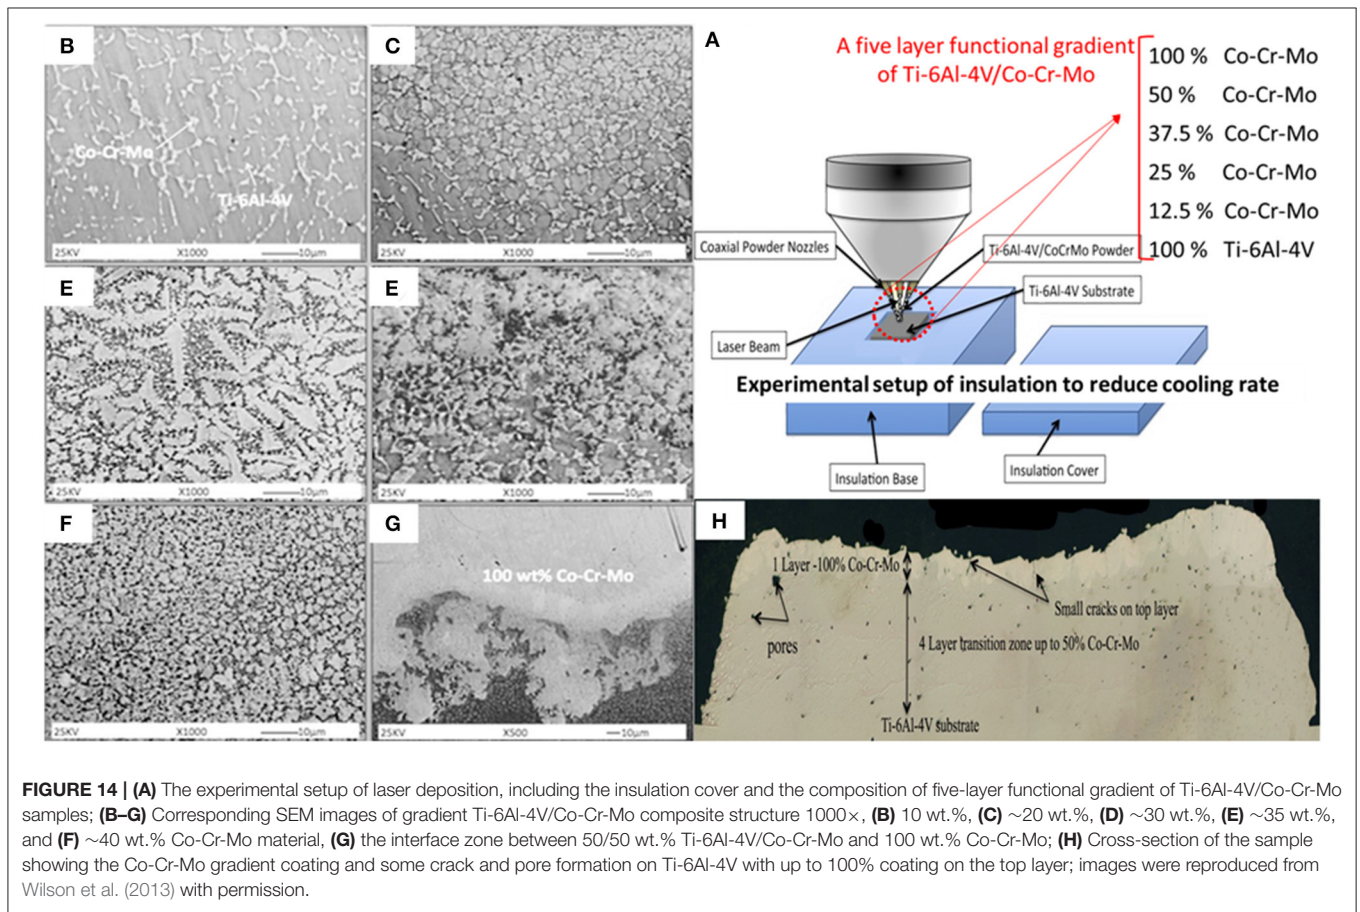 B
Co-Cr-Mo
Ti-6Al-4V
25KV X1000 10µm
C
25KV X1000 10µm
A
A five layer functional gradient
of Ti-6Al-4V/Co-Cr-Mo
100 % Co-Cr-Mo
50 % Co-Cr-Mo
37.5 % Co-Cr-Mo
25 % Co-Cr-Mo
12.5 % Co-Cr-Mo
100 % Ti-6Al-4V
Coaxial Powder Nozzles
Ti-6Al-4V/CoCrMo Powder
Ti-6Al-4V Substrate
Laser Beam
Experimental setup of insulation to reduce cooling rate
Insulation Base
Insulation Cover
E
25KV X1000 10µm
E
25KV X1000 10µm
F
25KV X1000 10µm
G
100 wt% Co-Cr-Mo
25KV X500 10µm
H
1 Layer -100% Co-Cr-Mo
Small cracks on top layer
pores
4 Layer transition zone up to 50% Co-Cr-Mo
Ti-6Al-4V substrate
FIGURE 14 | (A) The experimental setup of laser deposition, including the insulation cover and the composition of five-layer functional gradient of Ti-6Al-4V/Co-Cr-Mo
samples; (B–G) Corresponding SEM images of gradient Ti-6Al-4V/Co-Cr-Mo composite structure 1000×, (B) 10 wt.%, (C) ∼20 wt.%, (D) ∼30 wt.%, (E) ∼35 wt.%,
and (F) ∼40 wt.% Co-Cr-Mo material, (G) the interface zone between 50/50 wt.% Ti-6Al-4V/Co-Cr-Mo and 100 wt.% Co-Cr-Mo; (H) Cross-section of the sample
showing the Co-Cr-Mo gradient coating and some crack and pore formation on Ti-6Al-4V with up to 100% coating on the top layer; images were reproduced from
Wilson et al. (2013) with permission.